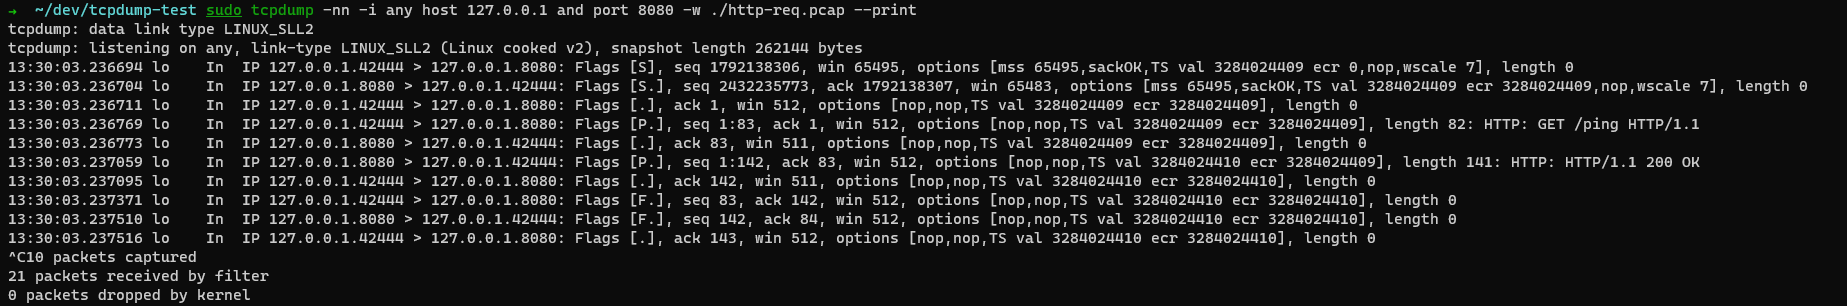 → ~/dev/tcpdump-test sudo tcpdump -nn -i any host 127.0.0.1 and port 8080 -w ./http-req.pcap --print
tcpdump: data link type LINUX_SLL2
tcpdump: listening on any, link-type LINUX_SLL2 (Linux cooked v2), snapshot length 262144 bytes
13:30:03.236694 lo    In  IP 127.0.0.1.42444 > 127.0.0.1.8080: Flags [S], seq 1792138306, win 65495, options [mss 65495,sackOK,TS val 3284024409 ecr 0,nop,wscale 7], length 0
13:30:03.236704 lo    In  IP 127.0.0.1.8080 > 127.0.0.1.42444: Flags [S.], seq 2432235773, ack 1792138307, win 65483, options [mss 65495,sackOK,TS val 3284024409 ecr 3284024409,nop,wscale 7], length 0
13:30:03.236711 lo    In  IP 127.0.0.1.42444 > 127.0.0.1.8080: Flags [.], ack 1, win 512, options [nop,nop,TS val 3284024409 ecr 3284024409], length 0
13:30:03.236769 lo    In  IP 127.0.0.1.42444 > 127.0.0.1.8080: Flags [P.], seq 1:83, ack 1, win 512, options [nop,nop,TS val 3284024409 ecr 3284024409], length 82: HTTP: GET /ping HTTP/1.1
13:30:03.236773 lo    In  IP 127.0.0.1.8080 > 127.0.0.1.42444: Flags [.], ack 83, win 511, options [nop,nop,TS val 3284024409 ecr 3284024409], length 0
13:30:03.237059 lo    In  IP 127.0.0.1.8080 > 127.0.0.1.42444: Flags [P.], seq 1:142, ack 83, win 512, options [nop,nop,TS val 3284024410 ecr 3284024409], length 141: HTTP: HTTP/1.1 200 OK
13:30:03.237095 lo    In  IP 127.0.0.1.42444 > 127.0.0.1.8080: Flags [.], ack 142, win 511, options [nop,nop,TS val 3284024410 ecr 3284024410], length 0
13:30:03.237371 lo    In  IP 127.0.0.1.42444 > 127.0.0.1.8080: Flags [F.], seq 83, ack 142, win 512, options [nop,nop,TS val 3284024410 ecr 3284024410], length 0
13:30:03.237510 lo    In  IP 127.0.0.1.8080 > 127.0.0.1.42444: Flags [F.], seq 142, ack 84, win 512, options [nop,nop,TS val 3284024410 ecr 3284024410], length 0
13:30:03.237516 lo    In  IP 127.0.0.1.42444 > 127.0.0.1.8080: Flags [.], ack 143, win 512, options [nop,nop,TS val 3284024410 ecr 3284024410], length 0
^C10 packets captured
21 packets received by filter
0 packets dropped by kernel